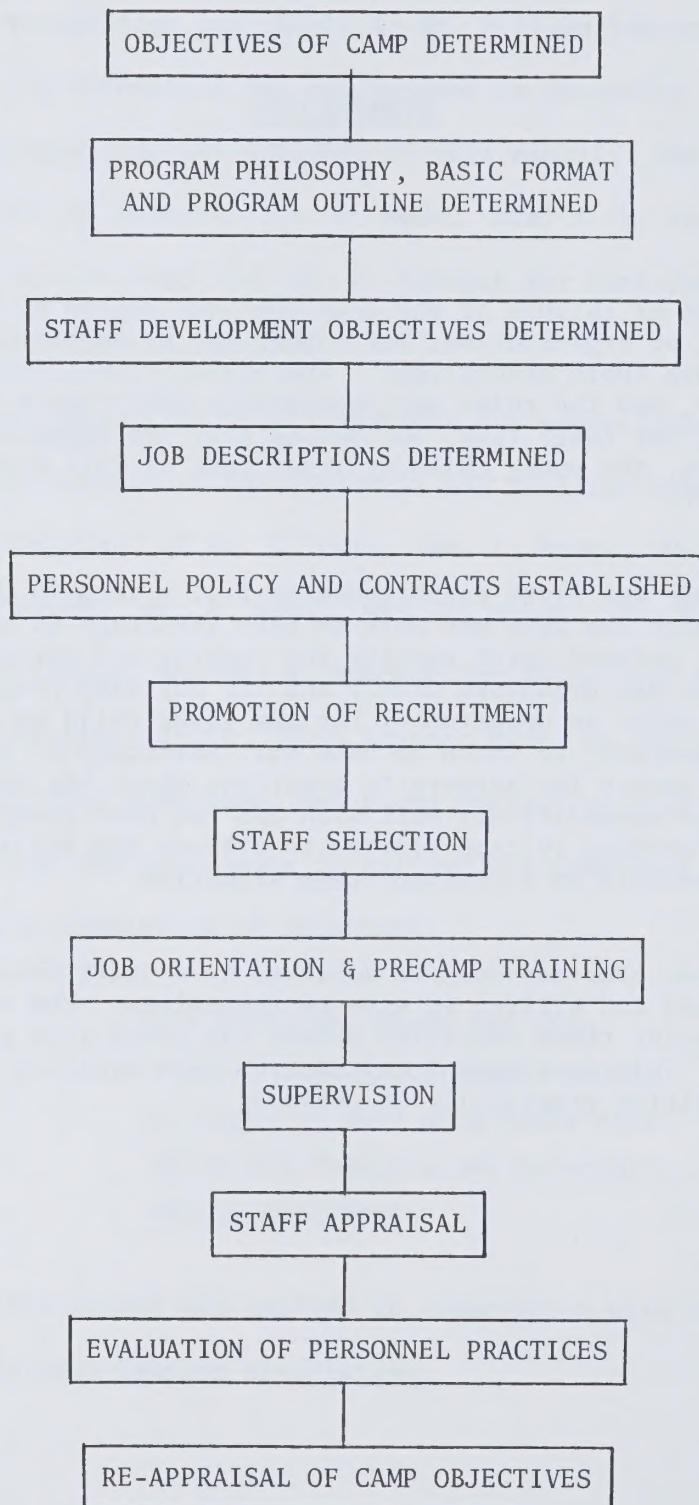 OBJECTIVES OF CAMP DETERMINED
PROGRAM PHILOSOPHY, BASIC FORMAT
AND PROGRAM OUTLINE DETERMINED
STAFF DEVELOPMENT OBJECTIVES DETERMINED
JOB DESCRIPTIONS DETERMINED
PERSONNEL POLICY AND CONTRACTS ESTABLISHED
PROMOTION OF RECRUITMENT
STAFF SELECTION
JOB ORIENTATION & PRECAMP TRAINING
SUPERVISION
STAFF APPRAISAL
EVALUATION OF PERSONNEL PRACTICES
RE-APPRAISAL OF CAMP OBJECTIVES